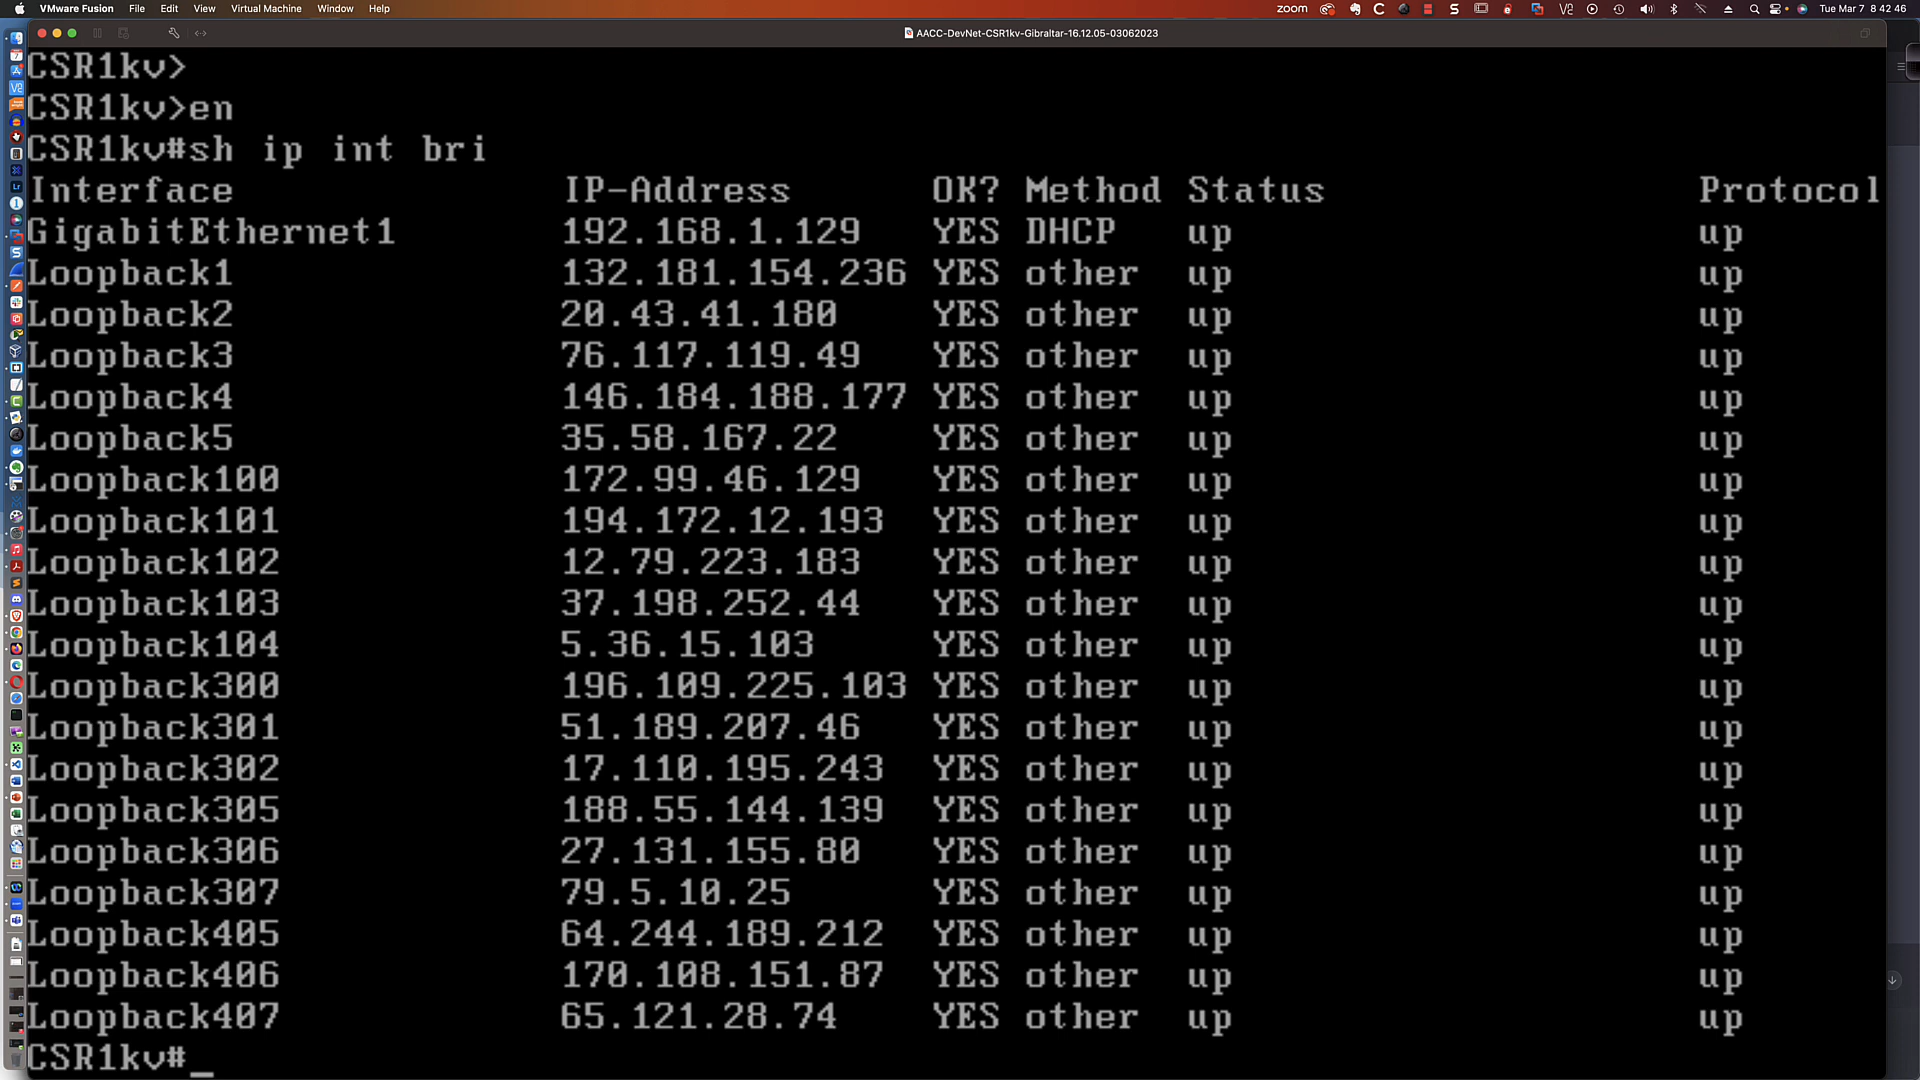 VMware Fusion File Edit View Virtual Machine Window Help zoom Tue Mar 7 8 42 46
AACC-DevNet-CSR1kv-Gibraltar-16.12.05-03062023
CSR1kv>
CSR1kv>en
CSR1kv#sh ip int bri
Interface IP-Address OK? Method Status Protocol
GigabitEthernet1 192.168.1.129 YES DHCP up up
Loopback1 132.181.154.236 YES other up up
Loopback2 20.43.41.180 YES other up up
Loopback3 76.117.119.49 YES other up up
Loopback4 146.184.188.177 YES other up up
Loopback5 35.58.167.22 YES other up up
Loopback100 172.99.46.129 YES other up up
Loopback101 194.172.12.193 YES other up up
Loopback102 12.79.223.183 YES other up up
Loopback103 37.198.252.44 YES other up up
Loopback104 5.36.15.103 YES other up up
Loopback300 196.109.225.103 YES other up up
Loopback301 51.189.207.46 YES other up up
Loopback302 17.110.195.243 YES other up up
Loopback305 188.55.144.139 YES other up up
Loopback306 27.131.155.80 YES other up up
Loopback307 79.5.10.25 YES other up up
Loopback405 64.244.189.212 YES other up up
Loopback406 170.108.151.87 YES other up up
Loopback407 65.121.28.74 YES other up up
CSR1kv#_